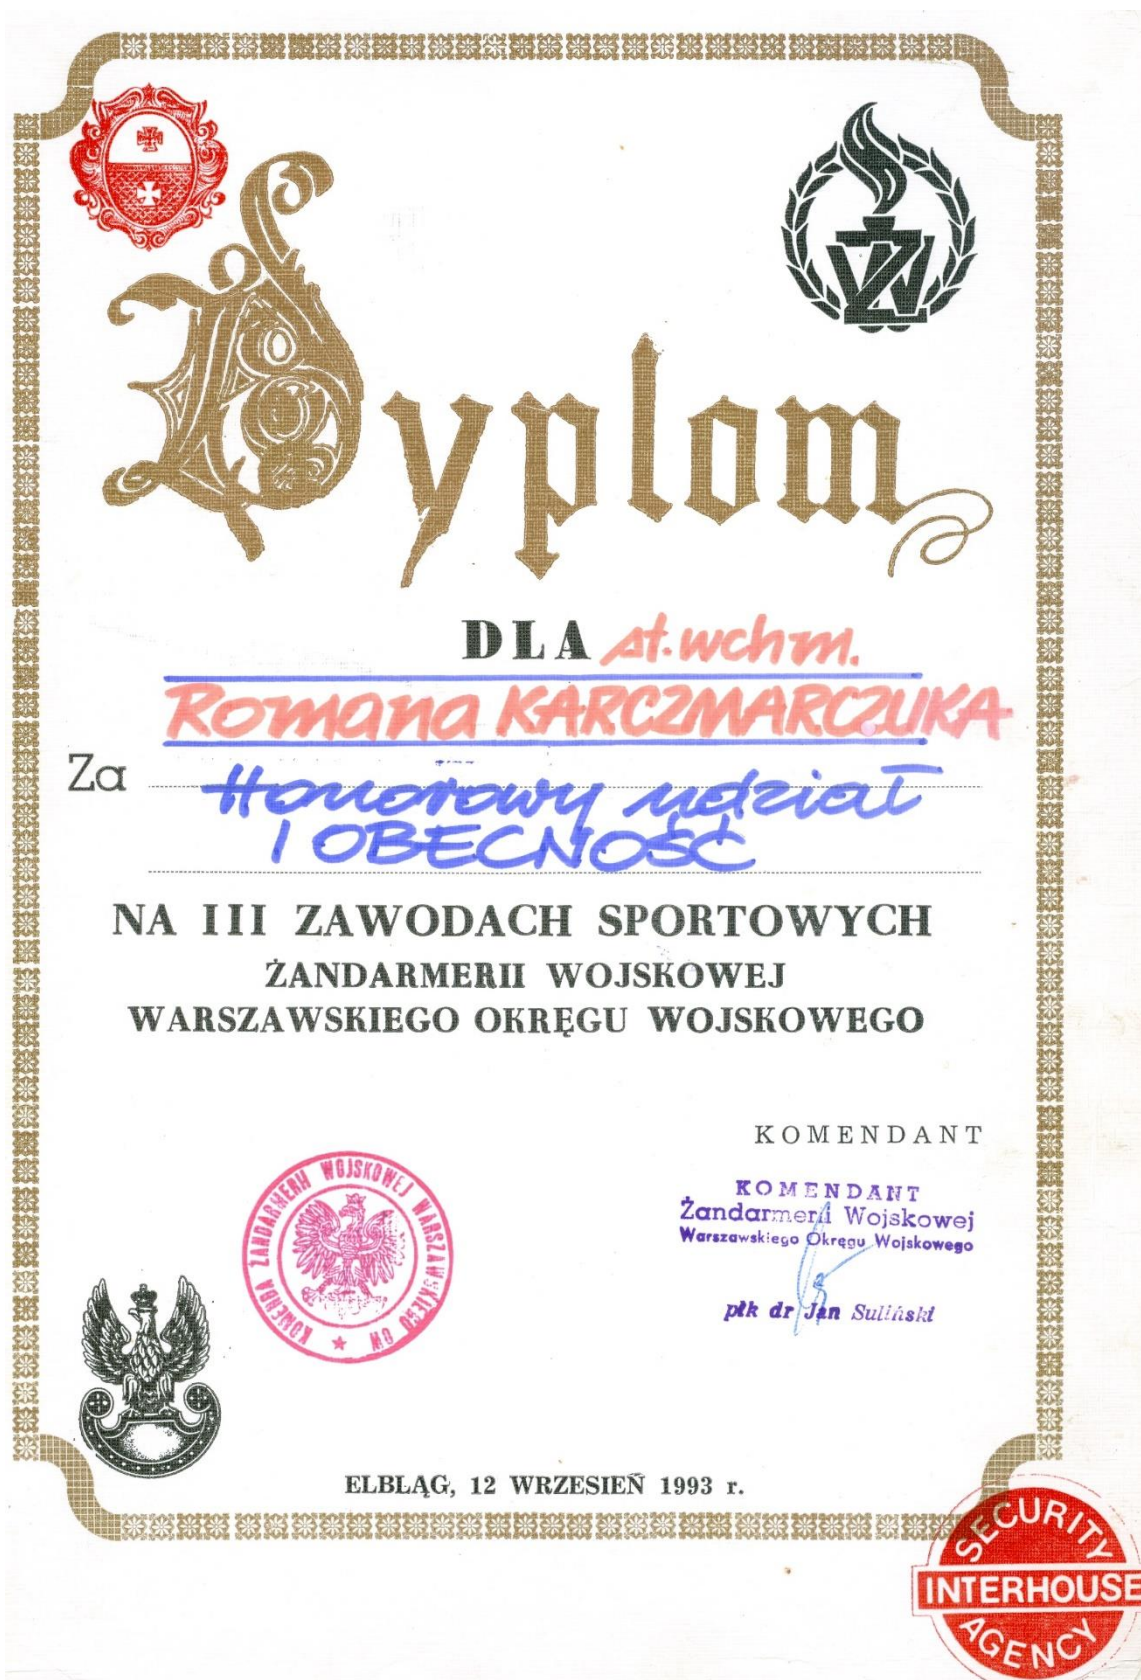 ŻW
Dyplom
DLA st. wchm.
Romana KARCZMARCZUKA
Za Honorowy udział
I OBECNOŚĆ
NA III ZAWODACH SPORTOWYCH
ŻANDARMERII WOJSKOWEJ
WARSZAWSKIEGO OKRĘGU WOJSKOWEGO
KOMENDANT
KOMENDANT
Żandarmerii Wojskowej
Warszawskiego Okręgu Wojskowego
płk dr Jan Suliński
KOMENDA ŻANDARMERII WOJSKOWEJ WARSZAWSKIEGO OW
ELBLĄG, 12 WRZESIEŃ 1993 r.
SECURITY
INTERHOUSE
AGENCY